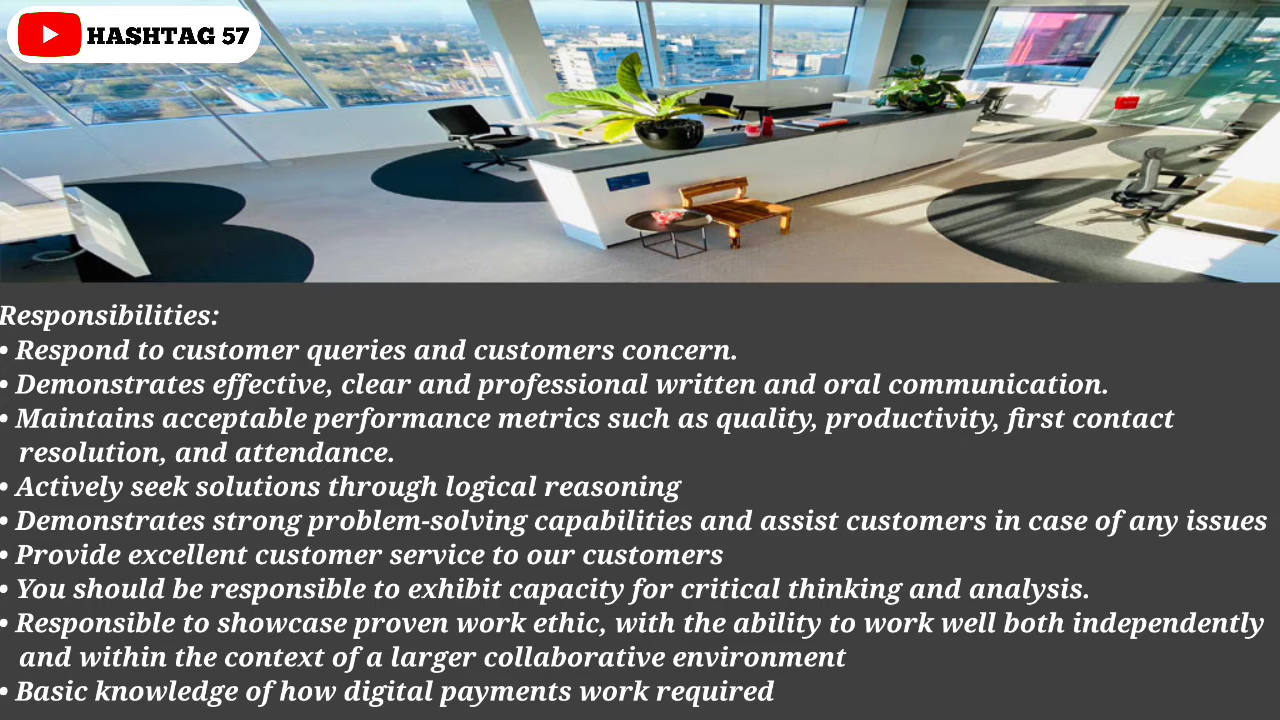 HASHTAG 57
Responsibilities:
• Respond to customer queries and customers concern.
• Demonstrates effective, clear and professional written and oral communication.
• Maintains acceptable performance metrics such as quality, productivity, first contact
resolution, and attendance.
• Actively seek solutions through logical reasoning
• Demonstrates strong problem-solving capabilities and assist customers in case of any issues
• Provide excellent customer service to our customers
• You should be responsible to exhibit capacity for critical thinking and analysis.
• Responsible to showcase proven work ethic, with the ability to work well both independently
and within the context of a larger collaborative environment
• Basic knowledge of how digital payments work required